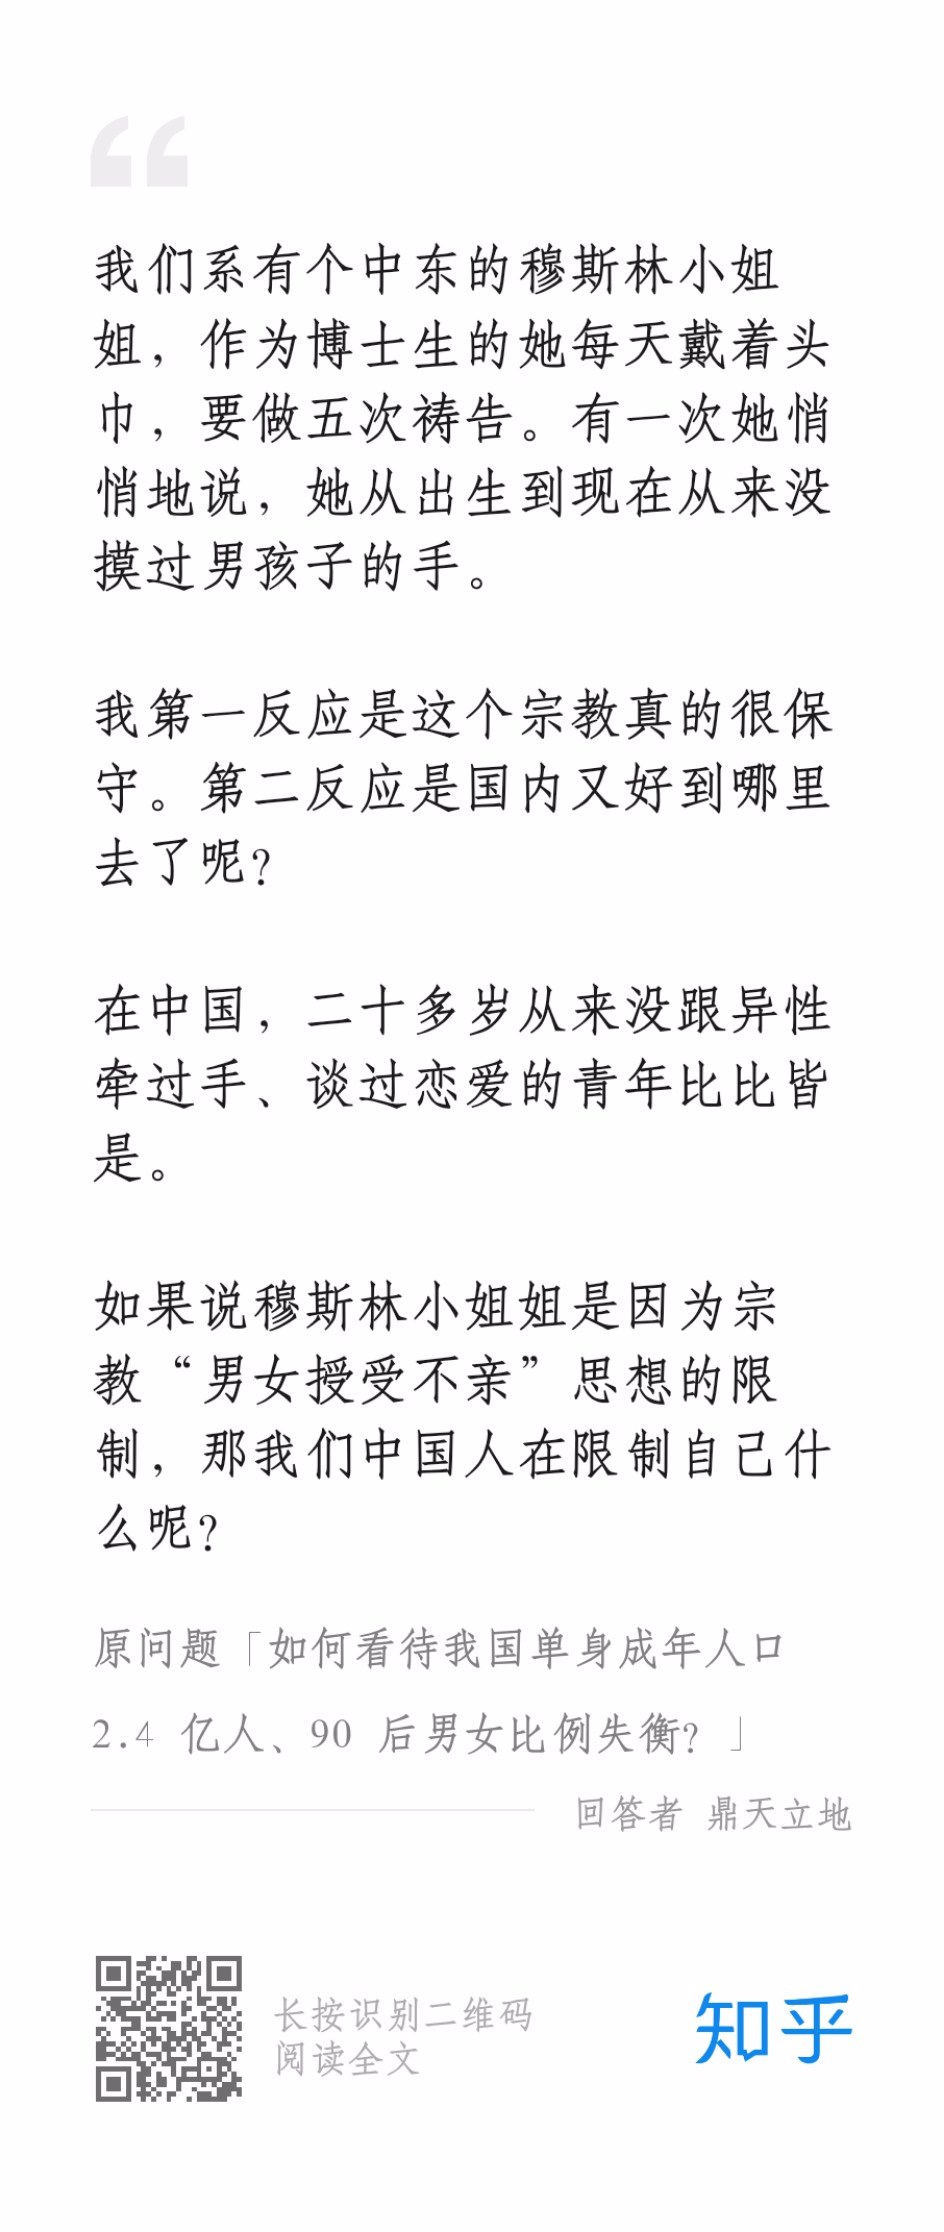 我们系有个中东的穆斯林小姐
姐，作为博士生的她每天戴着头
巾，要做五次祷告。有一次她悄
悄地说，她从出生到现在从来没
摸过男孩子的手。
我第一反应是这个宗教真的很保
守。第二反应是国内又好到哪里
去了呢？
在中国，二十多岁从来没跟异性
牵过手、谈过恋爱的青年比比皆
是。
如果说穆斯林小姐姐是因为宗
教“男女授受不亲”思想的限
制，那我们中国人在限制自己什
么呢？
原问题「如何看待我国单身成年人口
2.4 亿人、90 后男女比例失衡？」
回答者 鼎天立地
长按识别二维码
阅读全文
知乎